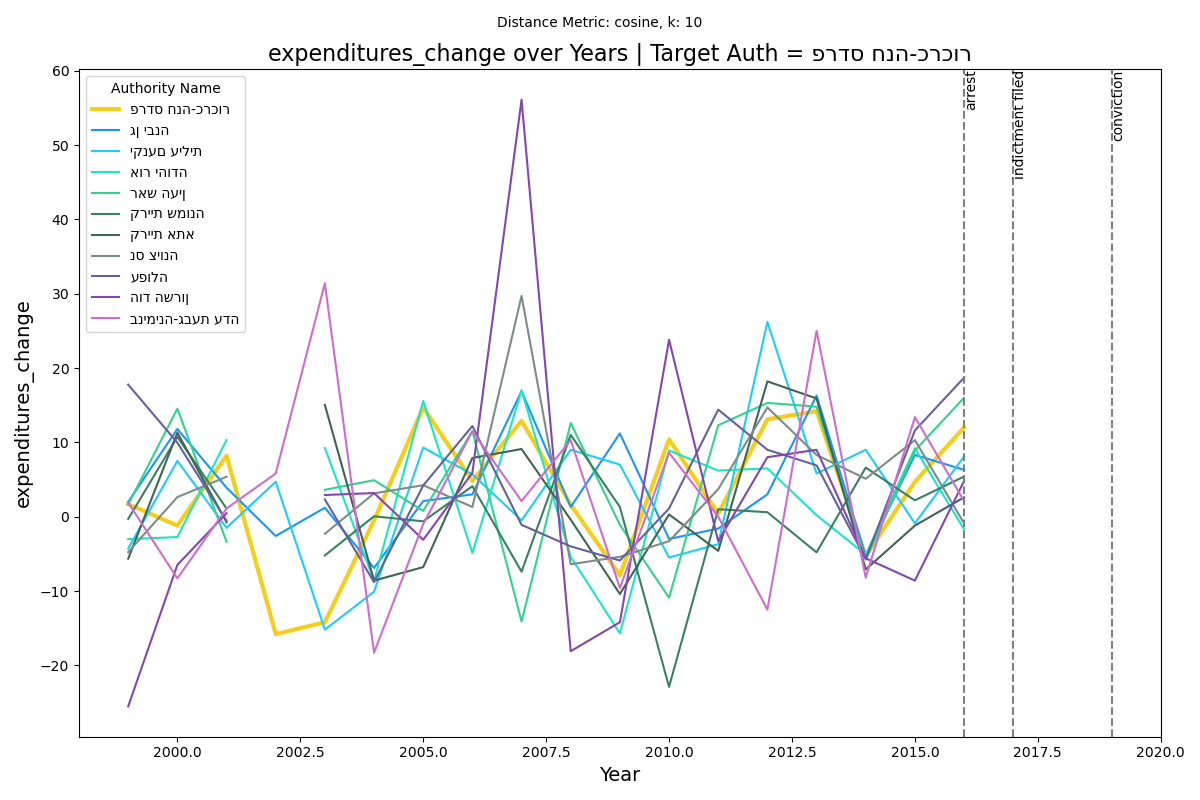 Distance Metric: cosine, k: 10
expenditures_change over Years | Target Auth = פרדס חנה-כרכור
60
50
40
30
20
10
0
−10
−20
expenditures_change
Authority Name
פרדס חנה-כרכור
גן יבנה
יקנעם עילית
אור יהודה
ראש העין
קריית שמונה
קריית אתא
נס ציונה
עפולה
הוד השרון
בנימינה-גבעת עדה
arrest
indictment filed
conviction
2000.0
2002.5
2005.0
2007.5
2010.0
2012.5
2015.0
2017.5
2020.0
Year